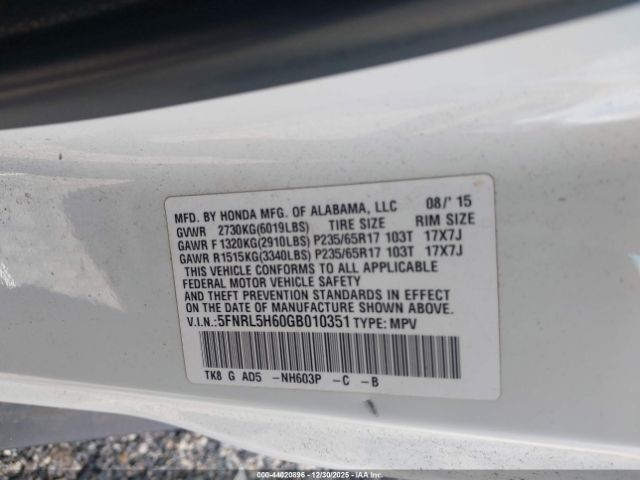 MFD. BY HONDA MFG. OF ALABAMA, LLC 08/'15
GVWR 2730KG(6019LBS) TIRE SIZE RIM SIZE
GAWR F 1320KG(2910LBS) P235/65R17 103T 17X7J
GAWR R1515KG(3340LBS) P235/65R17 103T 17X7J
THIS VEHICLE CONFORMS TO ALL APPLICABLE
FEDERAL MOTOR VEHICLE SAFETY
AND THEFT PREVENTION STANDARDS IN EFFECT
ON THE DATE OF MANUFACTURE SHOWN ABOVE.
V.I.N.:5FNRL5H60GB010351 TYPE: MPV
TK8 G AD5 -NH603P -C -B
000-44020896 - 12/30/2025 - IAAI.COM